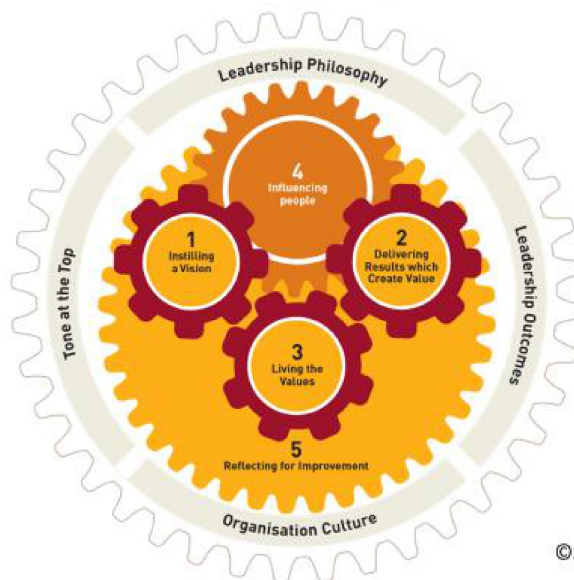 Leadership Philosophy
4
Influencing
people
1
Instilling
a Vision
2
Delivering
Results which
Create Value
Tone at the Top
Leadership Outcomes
3
Living the
Values
5
Reflecting for Improvement
Organisation Culture
©